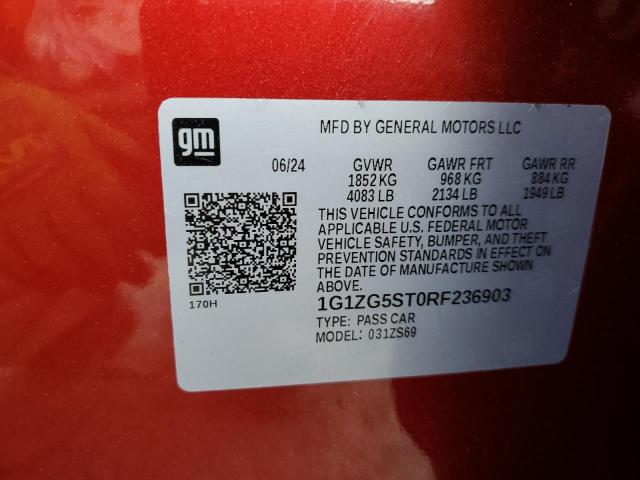 gm
MFD BY GENERAL MOTORS LLC
06/24 GVWR GAWR FRT GAWR RR
1852 KG 968 KG 884 KG
4083 LB 2134 LB 1949 LB
THIS VEHICLE CONFORMS TO ALL
APPLICABLE U.S. FEDERAL MOTOR
VEHICLE SAFETY, BUMPER, AND THEFT
PREVENTION STANDARDS IN EFFECT ON
THE DATE OF MANUFACTURE SHOWN
ABOVE.
170H
1G1ZG5ST0RF236903
TYPE: PASS CAR
MODEL: 031ZS69